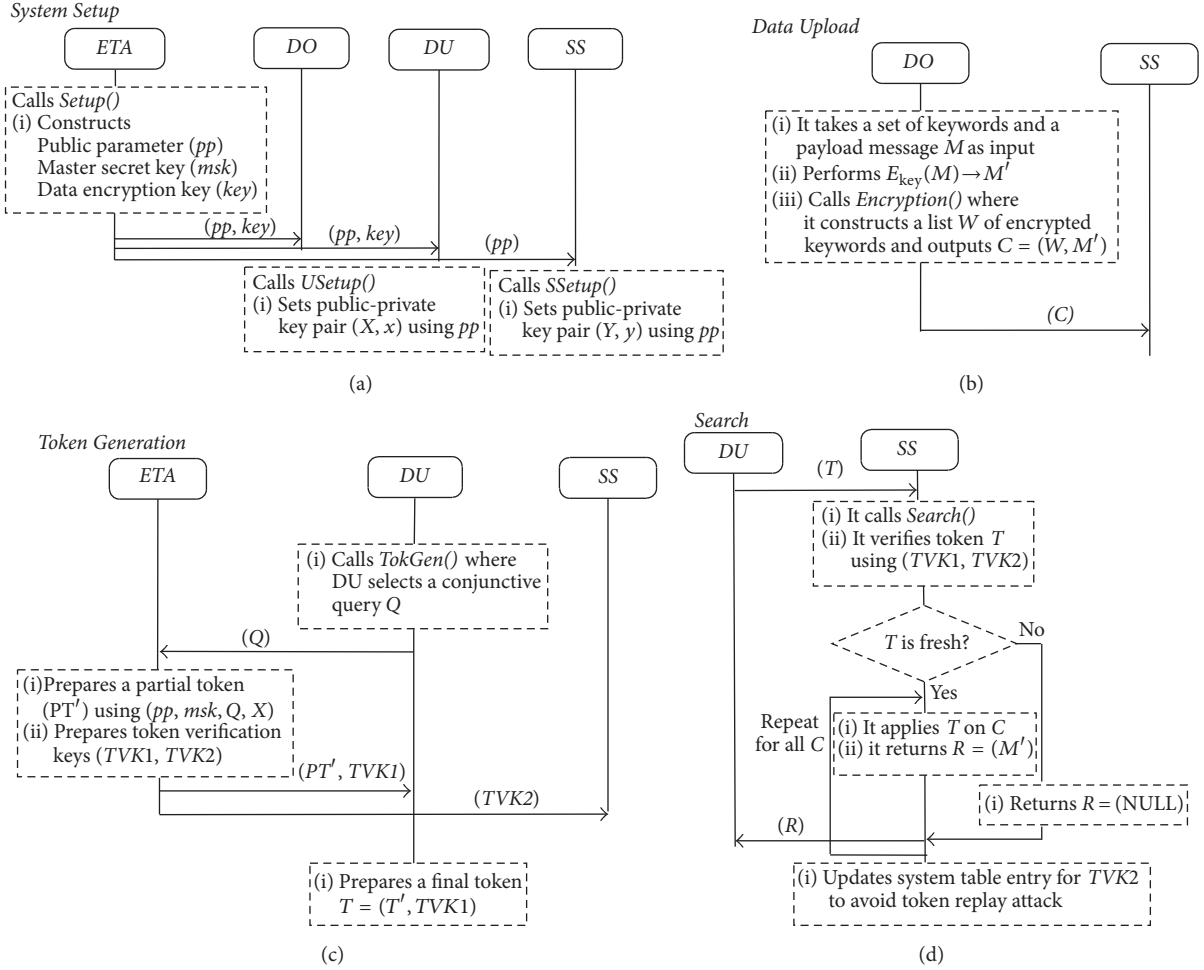 System Setup
ETA
DO
DU
SS
Calls Setup()
(i) Constructs
Public parameter (pp)
Master secret key (msk)
Data encryption key (key)
(pp, key)
(pp, key)
(pp)
Calls USetup()
(i) Sets public-private
key pair (X, x) using pp
Calls SSetup()
(i) Sets public-private
key pair (Y, y) using pp
(a)
Data Upload
DO
SS
(i) It takes a set of keywords and a
payload message M as input
(ii) Performs E_key(M) → M′
(iii) Calls Encryption() where
it constructs a list W of encrypted
keywords and outputs C = (W, M′)
(C)
(b)
Token Generation
ETA
DU
SS
(i) Calls TokGen() where
DU selects a conjunctive
query Q
(Q)
(i)Prepares a partial token
(PT′) using (pp, msk, Q, X)
(ii) Prepares token verification
keys (TVK1, TVK2)
(PT′, TVK1)
(TVK2)
(i) Prepares a final token
T = (T′, TVK1)
(c)
Search
DU
SS
(T)
(i) It calls Search()
(ii) It verifies token T
using (TVK1, TVK2)
T is fresh?
No
Yes
Repeat
for all C
(i) It applies T on C
(ii) it returns R = (M′)
(i) Returns R = (NULL)
(R)
(i) Updates system table entry for TVK2
to avoid token replay attack
(d)